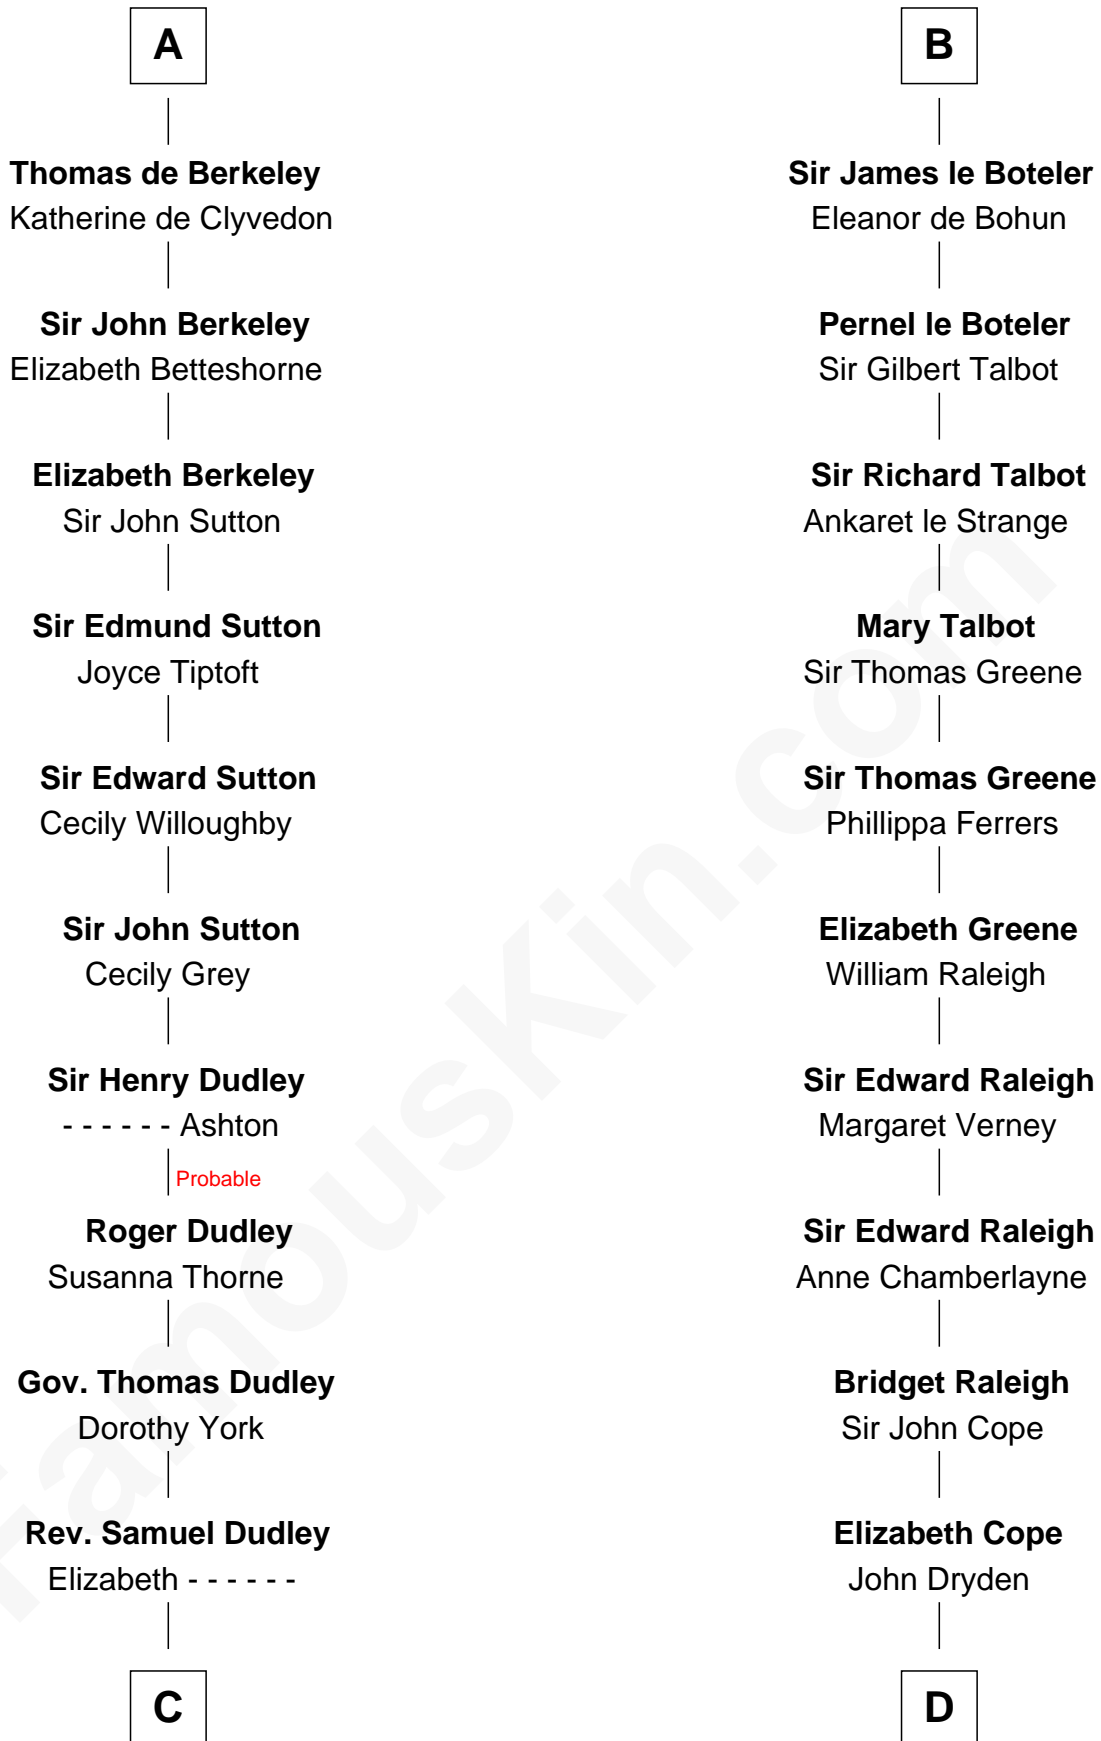 A
Thomas de Berkeley
Katherine de Clyvedon
Sir John Berkeley
Elizabeth Betteshorne
Elizabeth Berkeley
Sir John Sutton
Sir Edmund Sutton
Joyce Tiptoft
Sir Edward Sutton
Cecily Willoughby
Sir John Sutton
Cecily Grey
Sir Henry Dudley
- - - - - - Ashton
Probable
Roger Dudley
Susanna Thorne
Gov. Thomas Dudley
Dorothy York
Rev. Samuel Dudley
Elizabeth - - - - - -
C
B
Sir James le Boteler
Eleanor de Bohun
Pernel le Boteler
Sir Gilbert Talbot
Sir Richard Talbot
Ankaret le Strange
Mary Talbot
Sir Thomas Greene
Sir Thomas Greene
Phillippa Ferrers
Elizabeth Greene
William Raleigh
Sir Edward Raleigh
Margaret Verney
Sir Edward Raleigh
Anne Chamberlayne
Bridget Raleigh
Sir John Cope
Elizabeth Cope
John Dryden
D
FamousKin.com